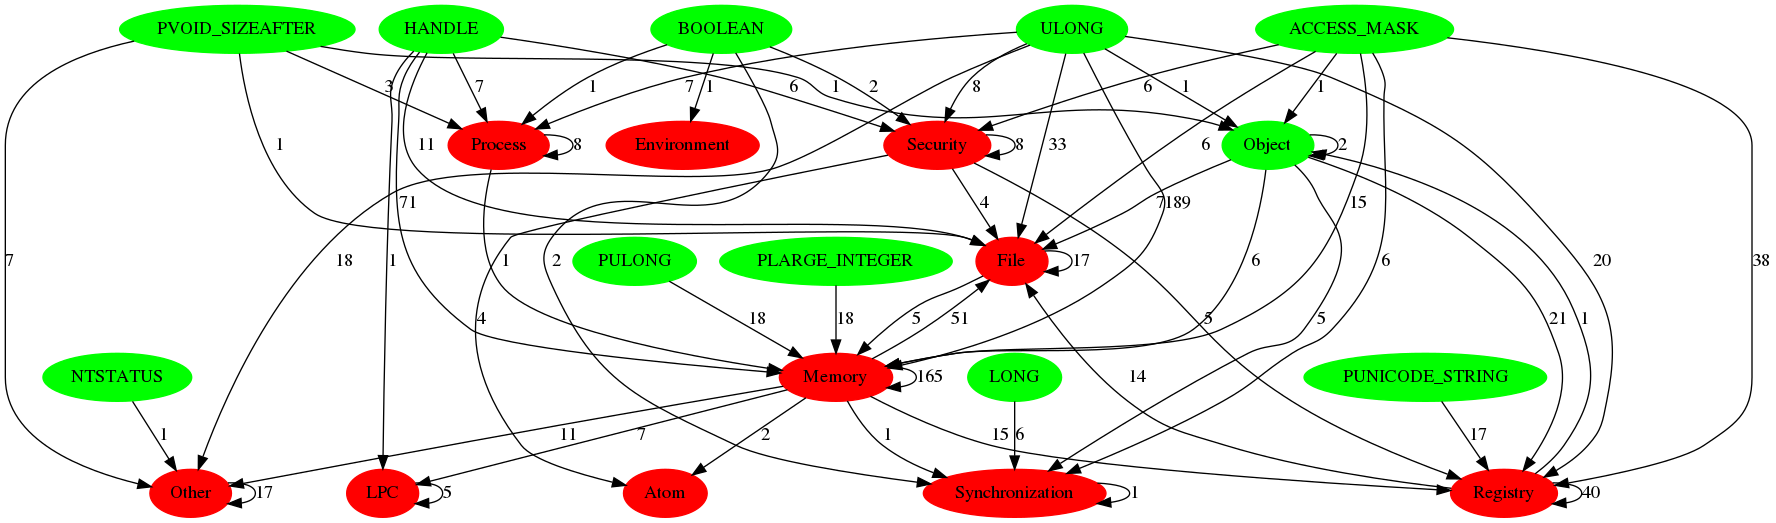 PVOID_SIZEAFTER
HANDLE
BOOLEAN
ULONG
ACCESS_MASK
3
7
1
1
7
6
1
2
8
6
1
1
Process
8
Environment
Security
8
Object
2
1
11
33
6
71
4
7
189
15
7
18
1
1
2
PULONG
PLARGE_INTEGER
File
17
6
6
20
38
4
18
18
5
51
5
5
21
1
NTSTATUS
Memory
165
LONG
14
PUNICODE_STRING
1
11
7
2
1
15
6
17
Other
17
LPC
5
Atom
Synchronization
1
Registry
40